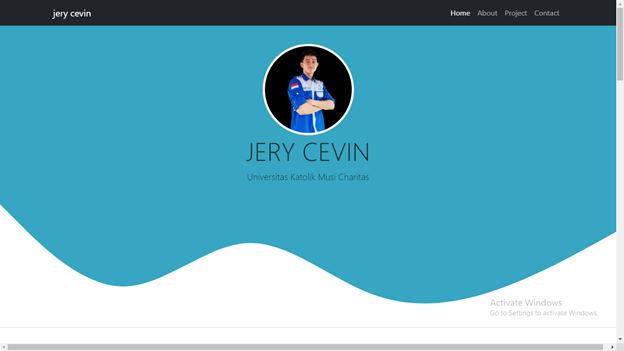 jery cevin
Home About Project Contact
JERY CEVIN
Universitas Katolik Musi Charitas
Activate Windows
Go to Settings to activate Windows.